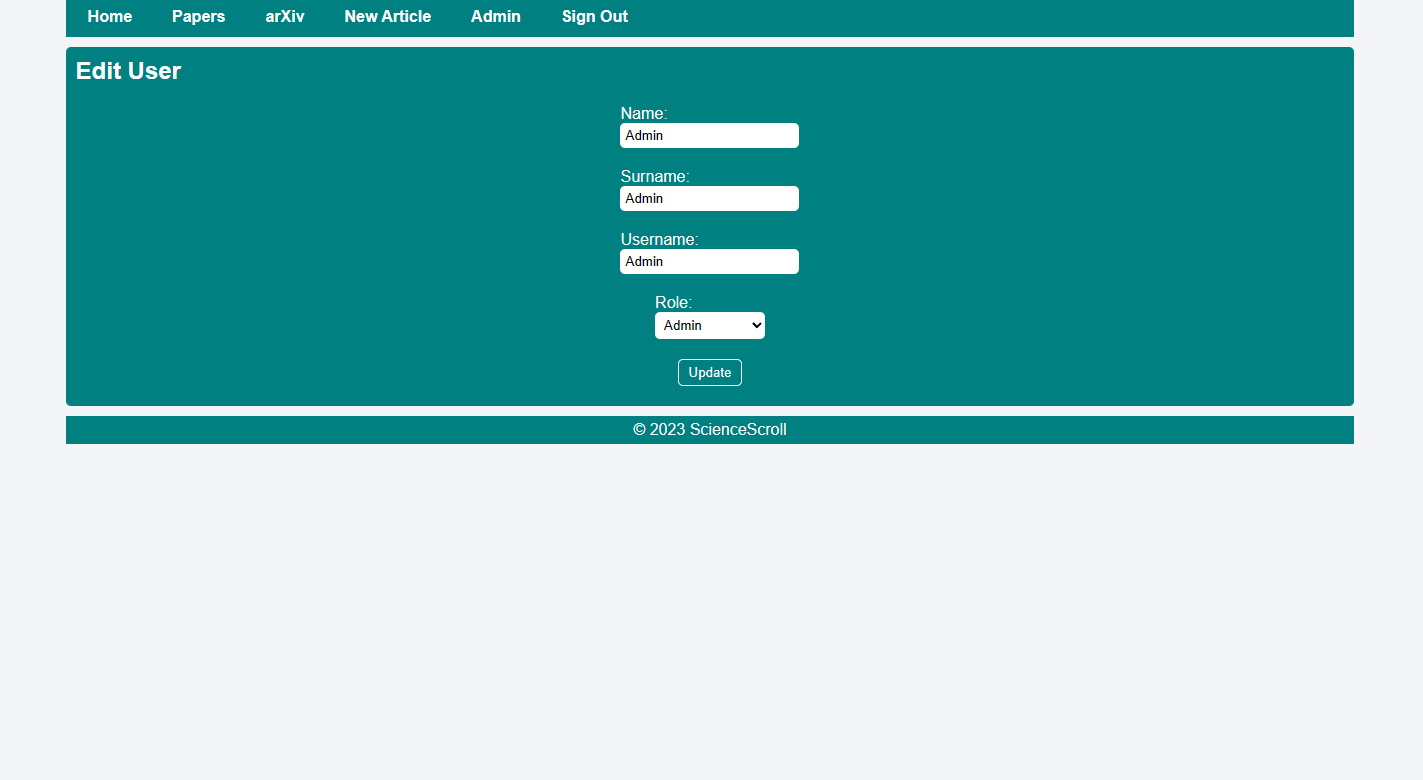 Home Papers arXiv New Article Admin Sign Out
Edit User
Name:
Admin
Surname:
Admin
Username:
Admin
Role:
Admin
Update
© 2023 ScienceScroll